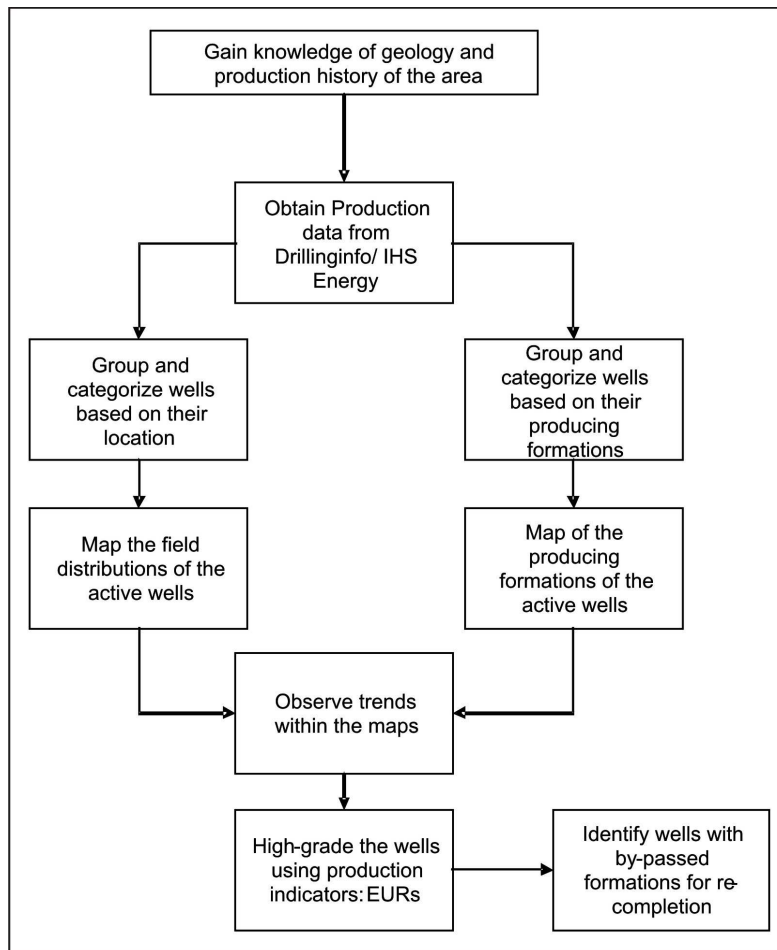 Gain knowledge of geology and
production history of the area
Obtain Production
data from
Drillinginfo/ IHS
Energy
Group and
categorize wells
based on their
location
Group and
categorize wells
based on their
producing
formations
Map the field
distributions of the
active wells
Map of the
producing
formations of the
active wells
Observe trends
within the maps
High-grade the wells
using production
indicators: EURs
Identify wells with
by-passed
formations for re-
completion